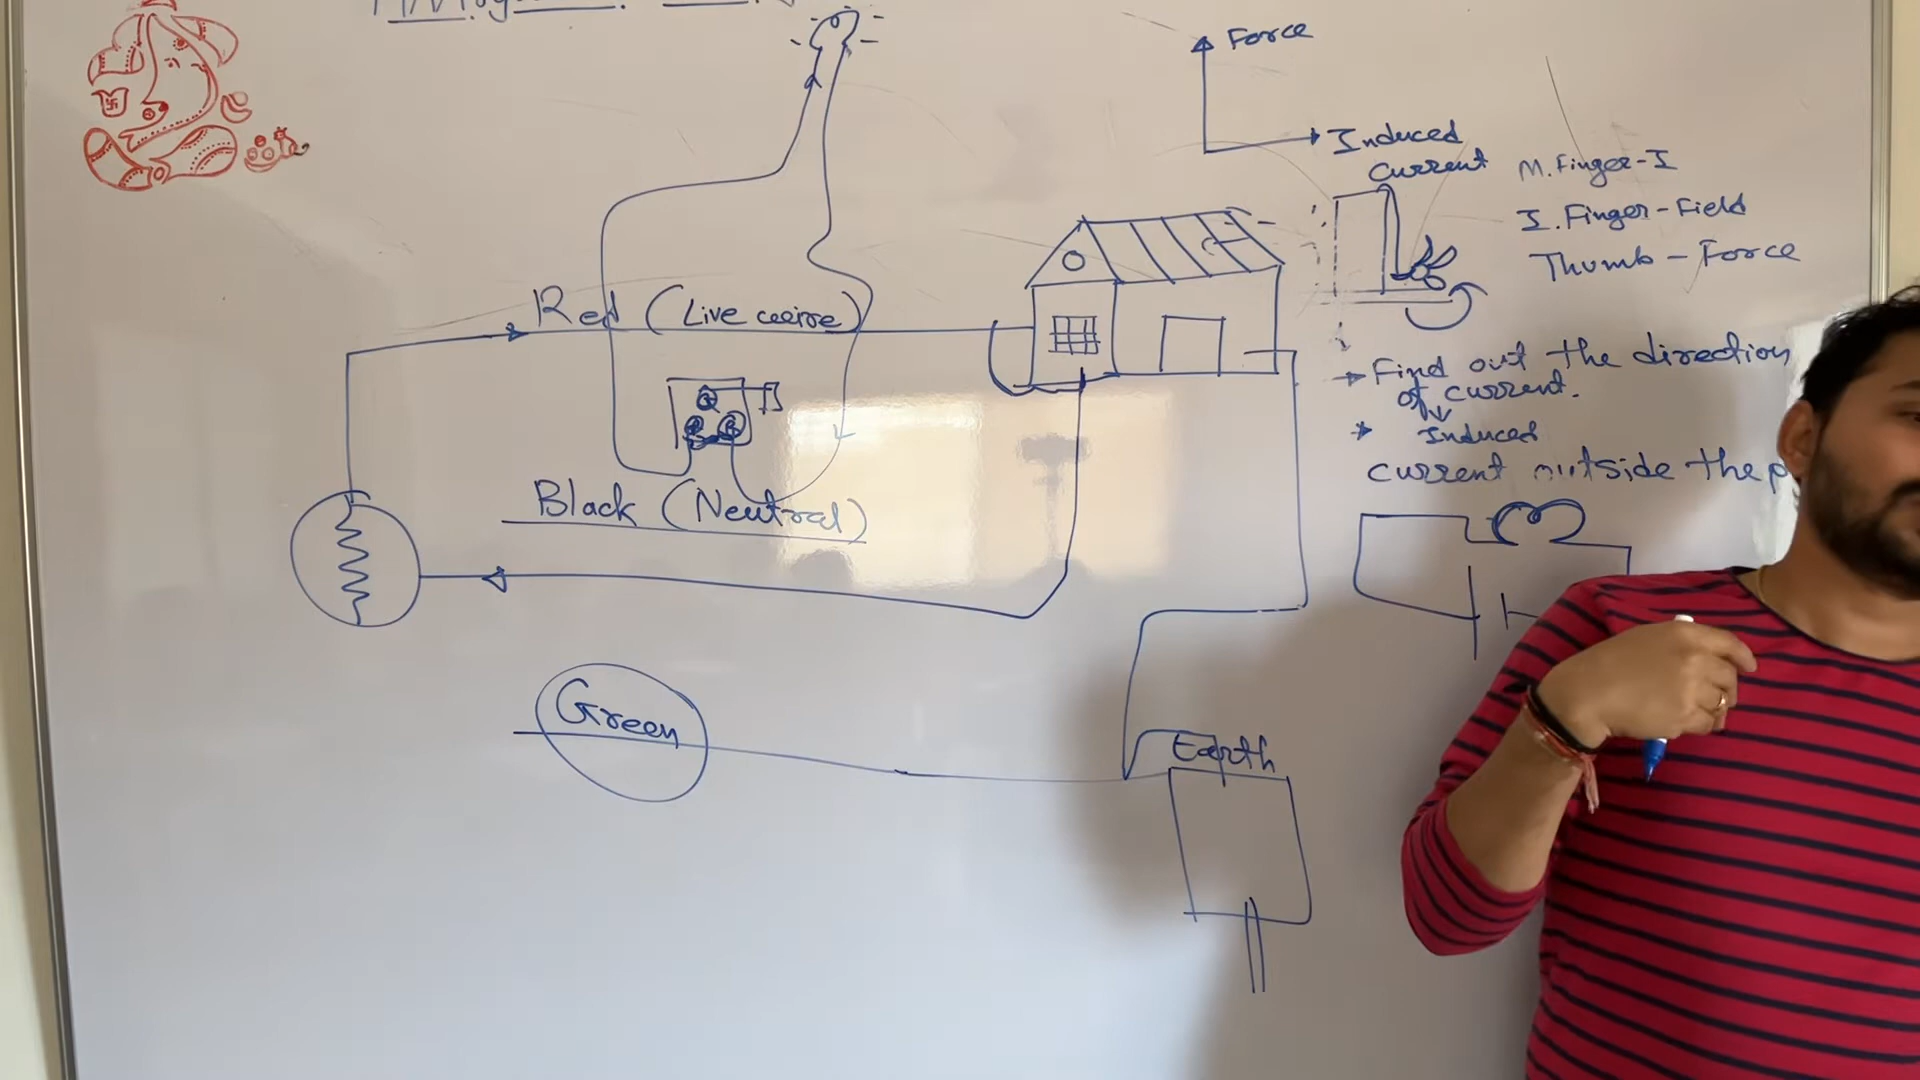 Force
Induced
Current
M. Finger-I
I. Finger-Field
Thumb - Force
Red (Live weire)
Find out the direction
of current.
Induced
current outside the p
Black (Neutral)
Green
Earth